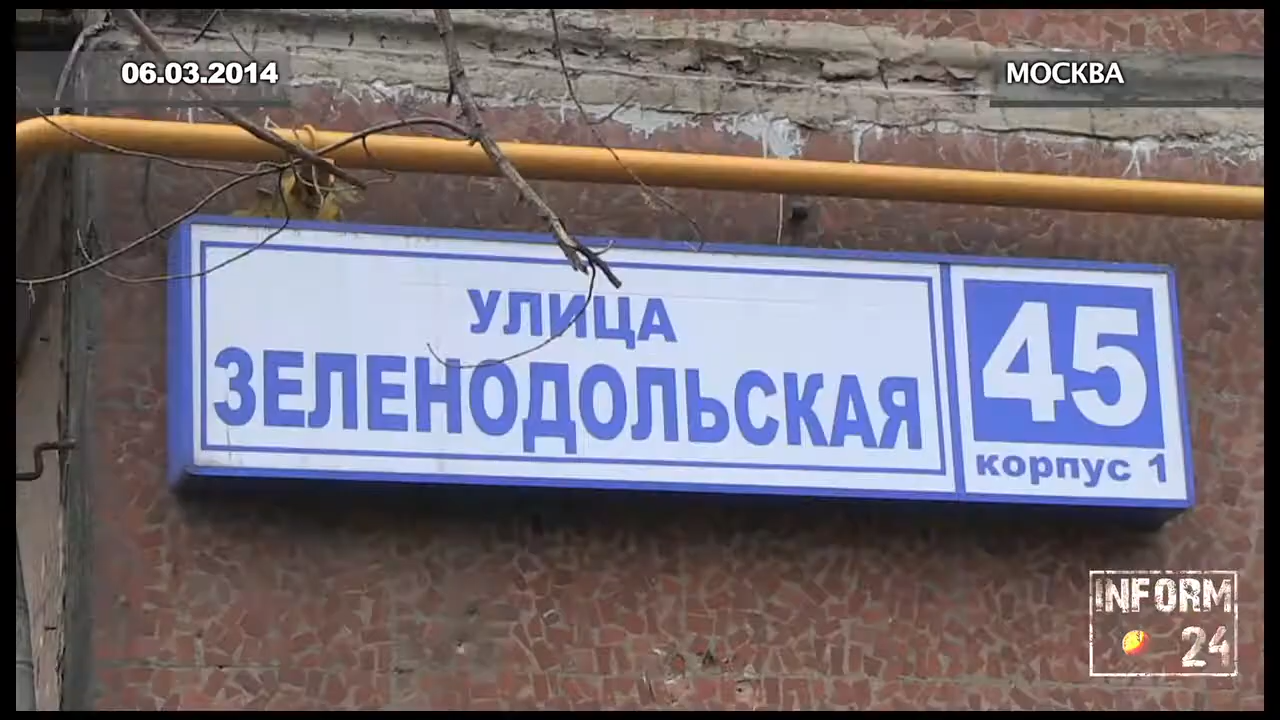 06.03.2014
МОСКВА
УЛИЦА
ЗЕЛЕНОДОЛЬСКАЯ
45
корпус 1
INFORM
24